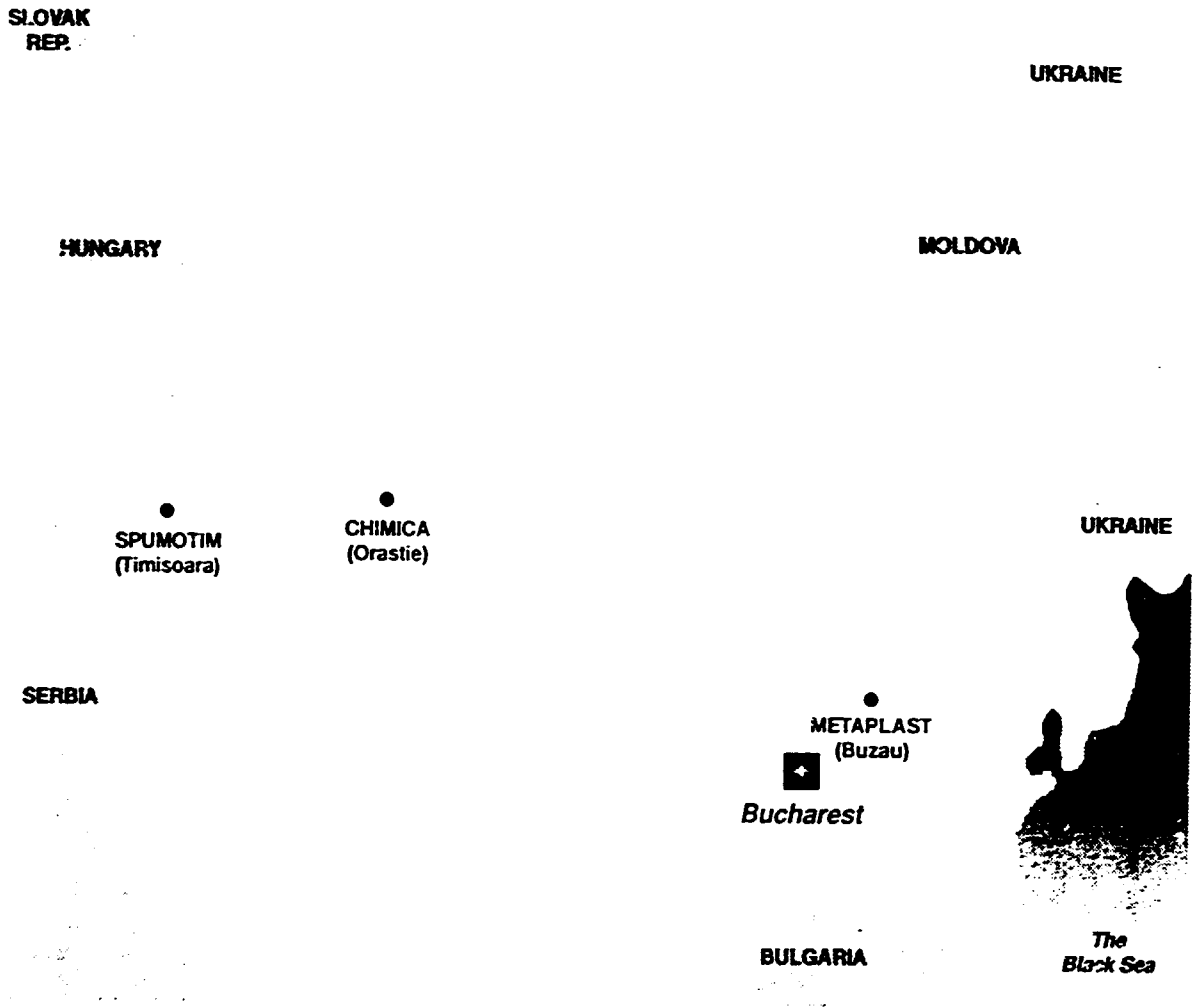 SLOVAK
REP.
UKRAINE
HUNGARY
MOLDOVA
SPUMOTIM
(Timisoara)
CHIMICA
(Orastie)
UKRAINE
SERBIA
METAPLAST
(Buzau)
Bucharest
BULGARIA
The
Black Sea